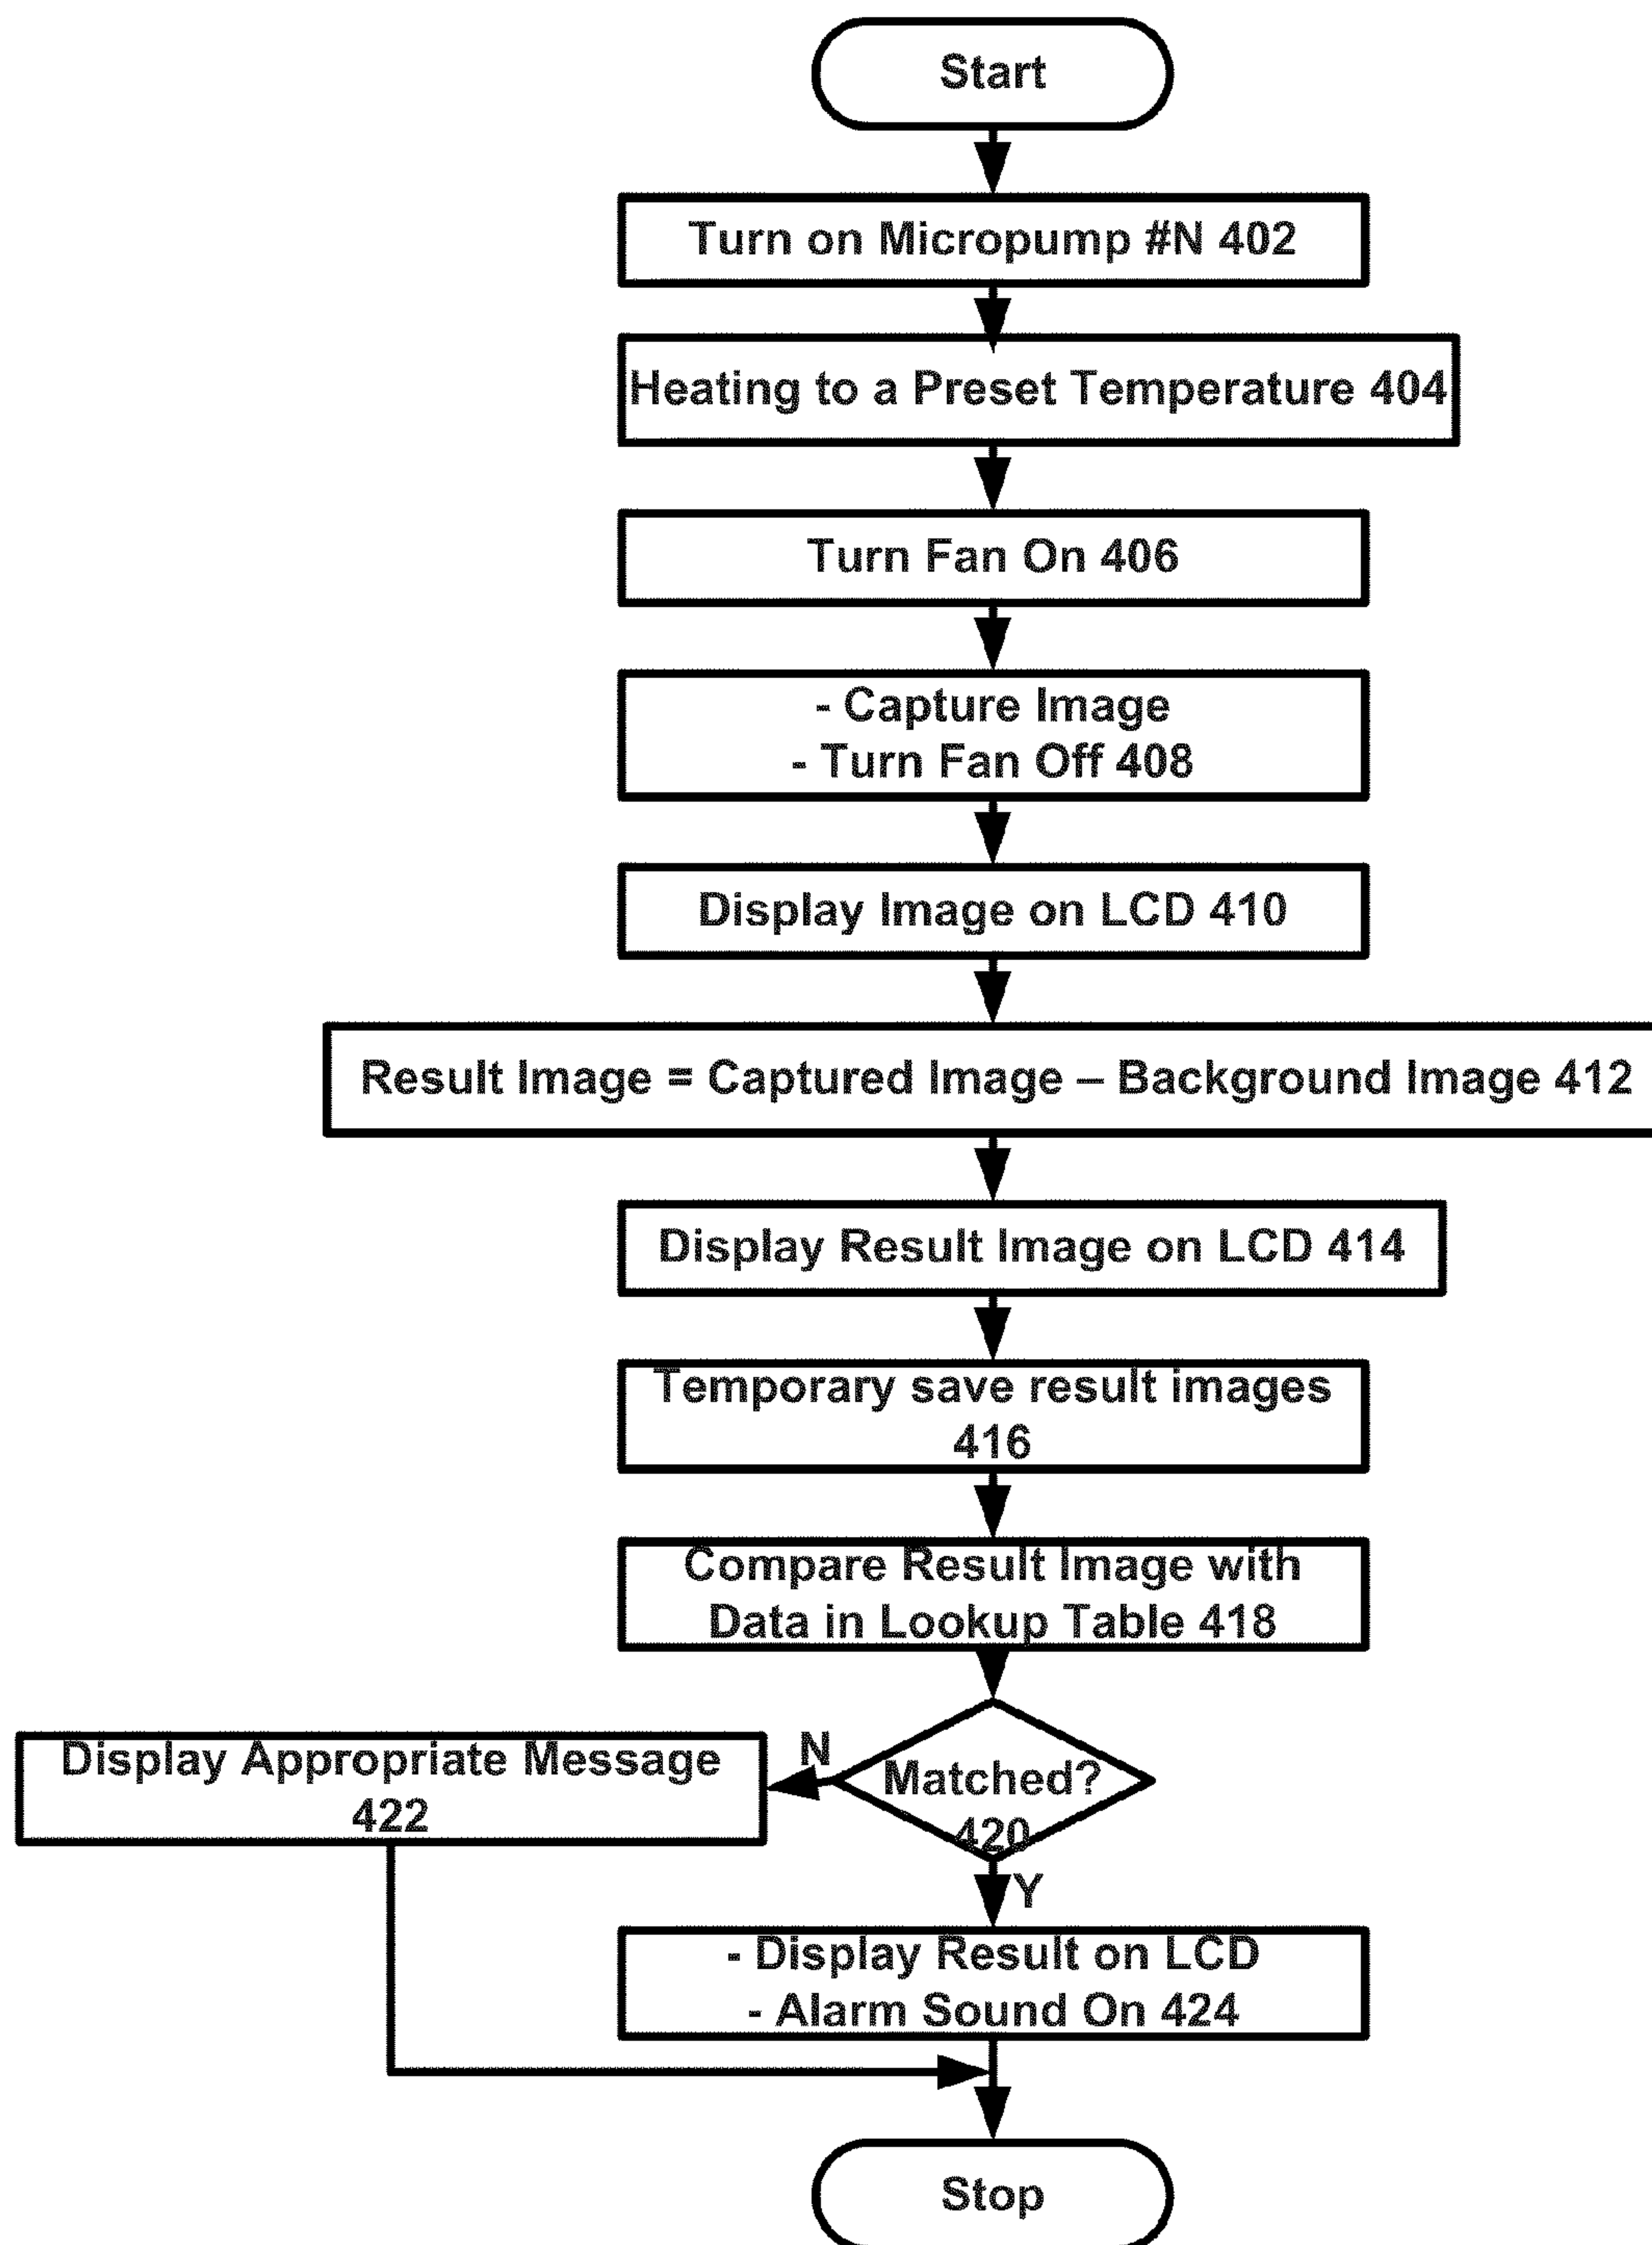 Start
Turn on Micropump #N 402
Heating to a Preset Temperature 404
Turn Fan On 406
- Capture Image
- Turn Fan Off 408
Display Image on LCD 410
Result Image = Captured Image – Background Image 412
Display Result Image on LCD 414
Temporary save result images
416
Compare Result Image with
Data in Lookup Table 418
Matched?
420
N
Display Appropriate Message
422
Y
- Display Result on LCD
- Alarm Sound On 424
Stop